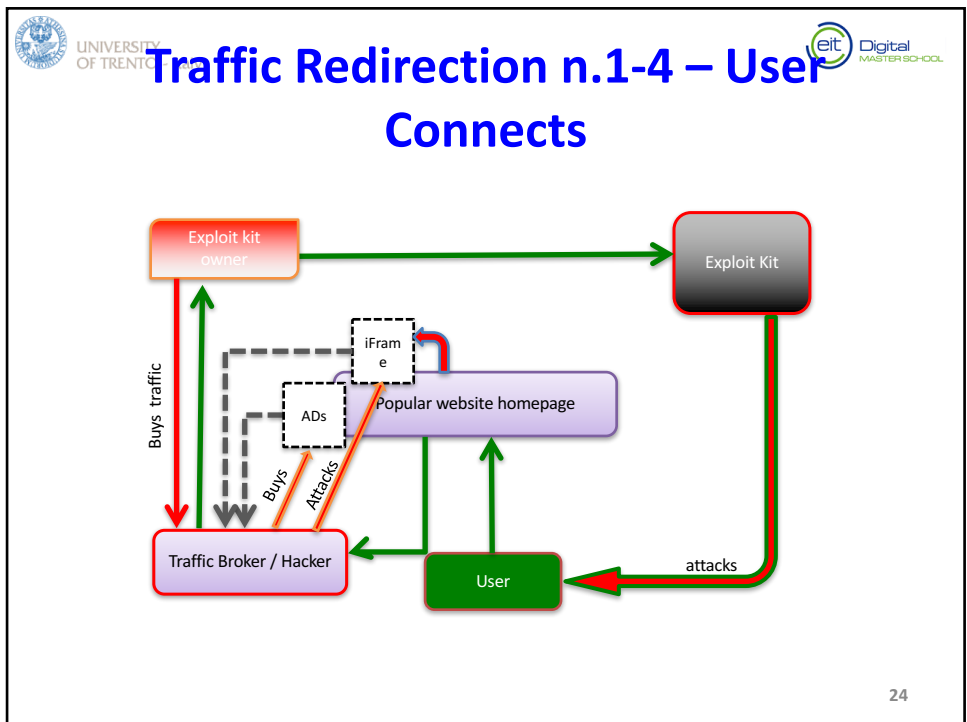 UNIVERSITY
OF TRENTO
eit Digital
MASTER SCHOOL
Traffic Redirection n.1-4 – User
Connects
Exploit kit
owner
Exploit Kit
iFram
e
Popular website homepage
ADs
Buys traffic
Buys
Attacks
Traffic Broker / Hacker
User
attacks
24